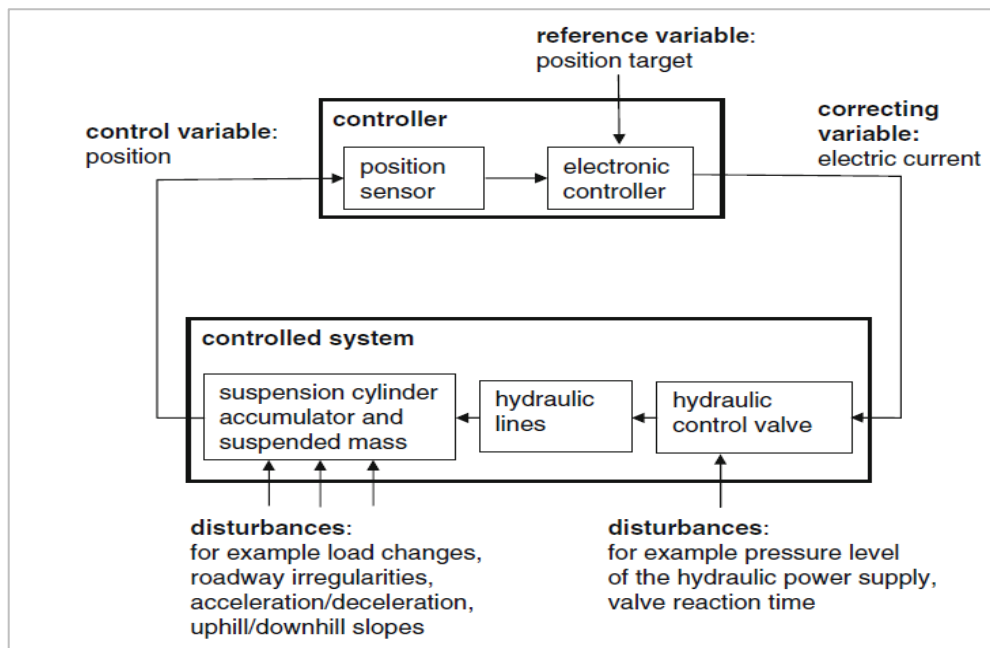 reference variable:
position target
controller
control variable:
position
correcting
variable:
electric current
position
sensor
electronic
controller
controlled system
suspension cylinder
accumulator and
suspended mass
hydraulic
lines
hydraulic
control valve
disturbances:
for example load changes,
roadway irregularities,
acceleration/deceleration,
uphill/downhill slopes
disturbances:
for example pressure level
of the hydraulic power supply,
valve reaction time